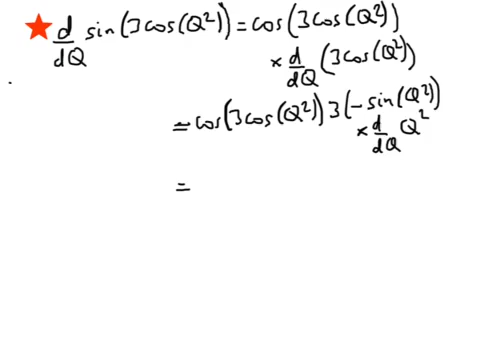 d/dQ sin(3cos(Q²)) = cos(3cos(Q²))
× d/dQ (3cos(Q²))
= cos(3cos(Q²)) 3(-sin(Q²))
× d/dQ Q²
=